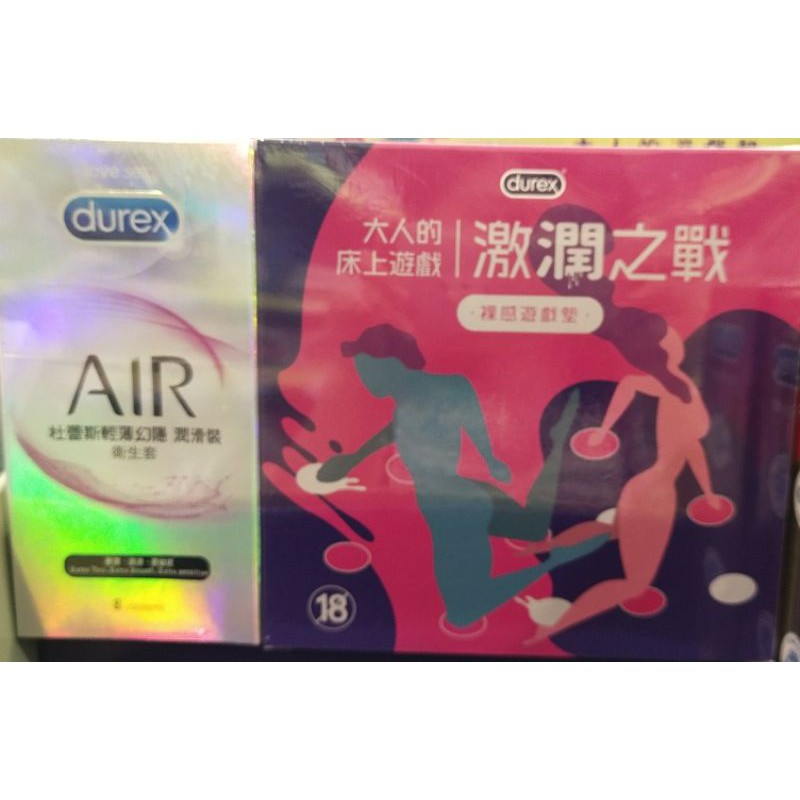 love sex
durex
AIR
杜蕾斯輕薄幻隱 潤滑裝
衛生套
8
durex
大人的
床上遊戲
激潤之戰
裸感遊戲墊
18